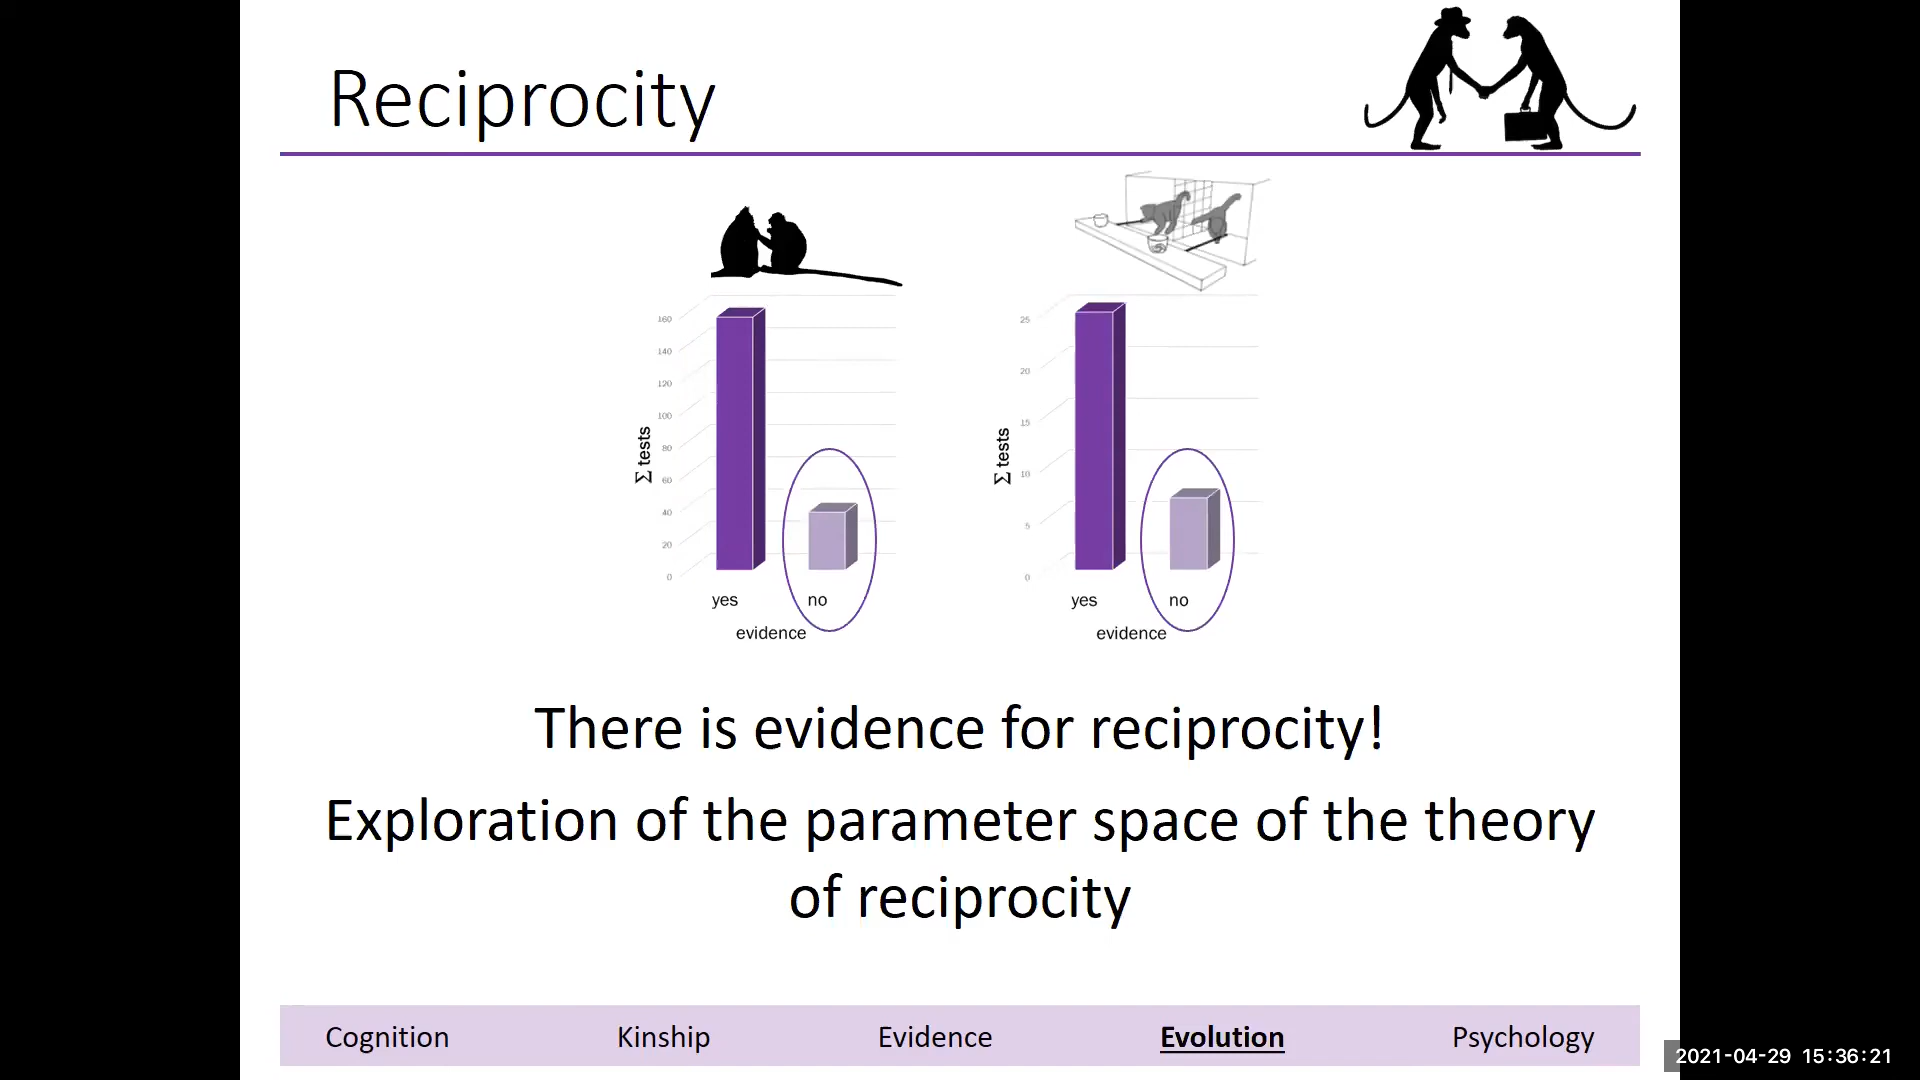 Reciprocity
160
140
120
100
80
60
40
20
0
Σ tests
yes no
evidence
25
20
15
10
5
0
Σ tests
yes no
evidence
There is evidence for reciprocity!
Exploration of the parameter space of the theory
of reciprocity
Cognition Kinship Evidence Evolution Psychology
2021-04-29 15:36:21